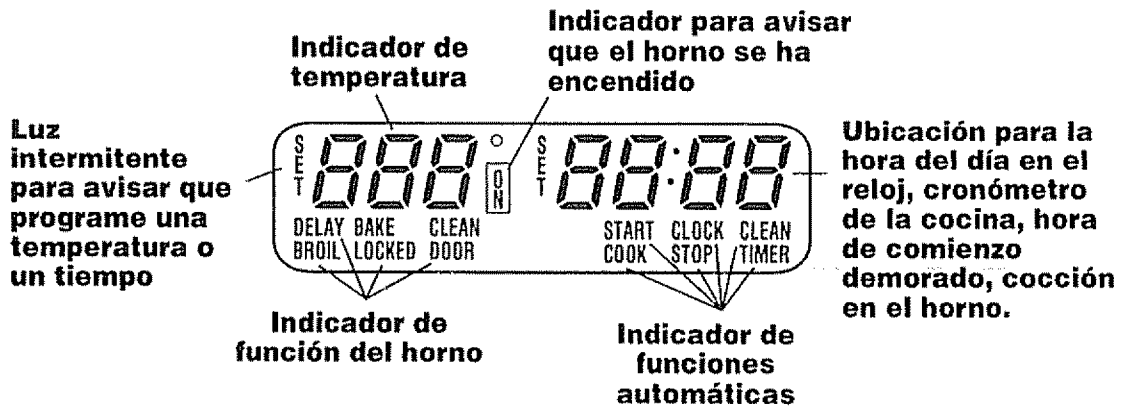 Indicador de
temperatura
Indicador para avisar
que el horno se ha
encendido
Luz
intermitente
para avisar que
programe una
temperatura o
un tiempo
SET
888
°
ON
SET
88:88
DELAY BAKE CLEAN
BROIL LOCKED DOOR
START CLOCK CLEAN
COOK STOP TIMER
Ubicación para la
hora del día en el
reloj, cronómetro
de la cocina, hora
de comienzo
demorado, cocción
en el horno.
Indicador de
función del horno
Indicador de
funciones
automáticas